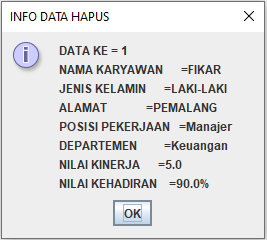 INFO DATA HAPUS
DATA KE = 1
NAMA KARYAWAN =FIKAR
JENIS KELAMIN =LAKI-LAKI
ALAMAT =PEMALANG
POSISI PEKERJAAN =Manajer
DEPARTEMEN =Keuangan
NILAI KINERJA =5.0
NILAI KEHADIRAN =90.0%
OK